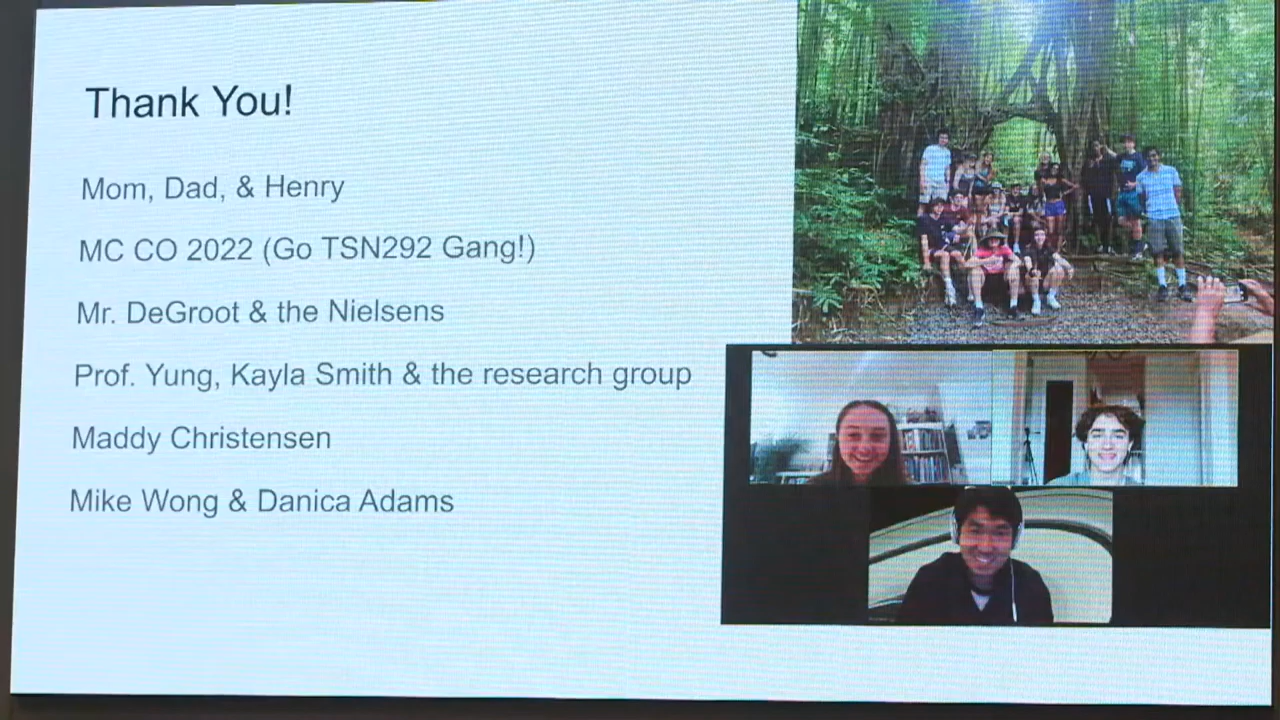 Thank You!
Mom, Dad, & Henry
MC CO 2022 (Go TSN292 Gang!)
Mr. DeGroot & the Nielsens
Prof. Yung, Kayla Smith & the research group
Maddy Christensen
Mike Wong & Danica Adams